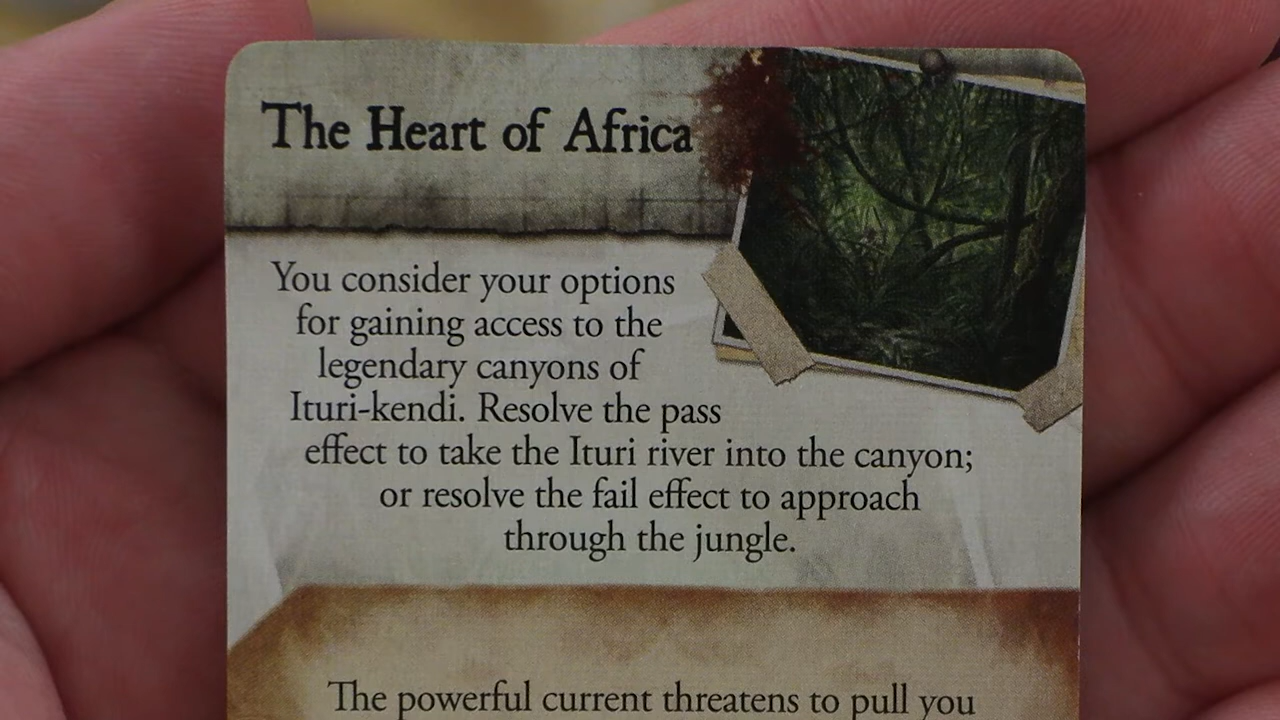 The Heart of Africa
You consider your options
for gaining access to the
legendary canyons of
Ituri-kendi. Resolve the pass
effect to take the Ituri river into the canyon;
or resolve the fail effect to approach
through the jungle.
The powerful current threatens to pull you